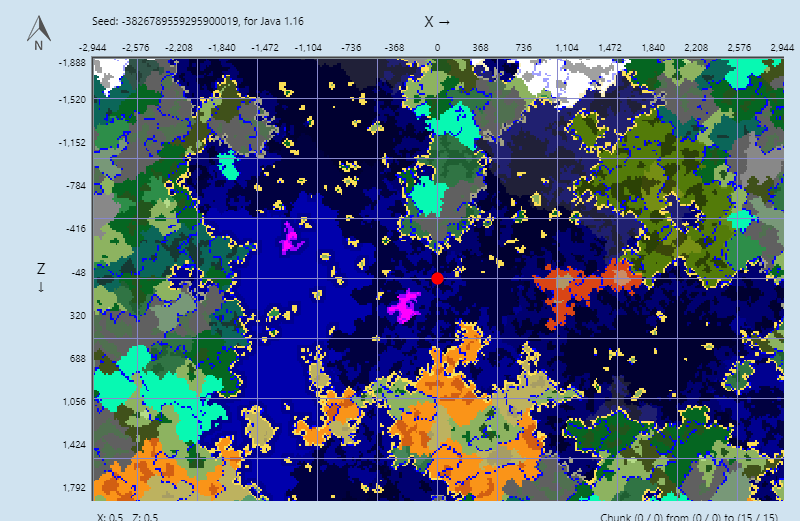 Seed: -3826789559295900019, for Java 1.16
X →
N
-2,944 -2,576 -2,208 -1,840 -1,472 -1,104 -736 -368 0 368 736 1,104 1,472 1,840 2,208 2,576 2,944
-1.888
-1,520
-1,152
-784
-416
Z
↓
-48
320
688
1,056
1,424
1,792
X: 0.5 Z: 0.5
Chunk (0 / 0) from (0 / 0) to (15 / 15)